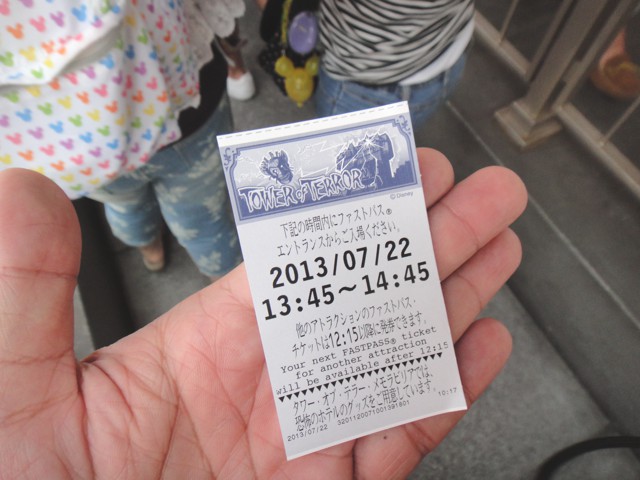 TOWER of TERROR
©Disney
下記の時間内にファストパス®
エントランスからご入場ください。
2013/07/22
13:45～14:45
他のアトラクションのファストパス・
チケットは12:15以降に発券できます。
Your next FASTPASS® ticket
for another attraction
will be available after 12:15
▼▼▼▼▼▼▼▼▼▼▼▼▼▼▼▼▼▼▼▼
タワー・オブ・テラー・メモラビリアでは、
恐怖のホテルのグッズをご用意しています。
2013/07/22 3201120071001391601 10:17